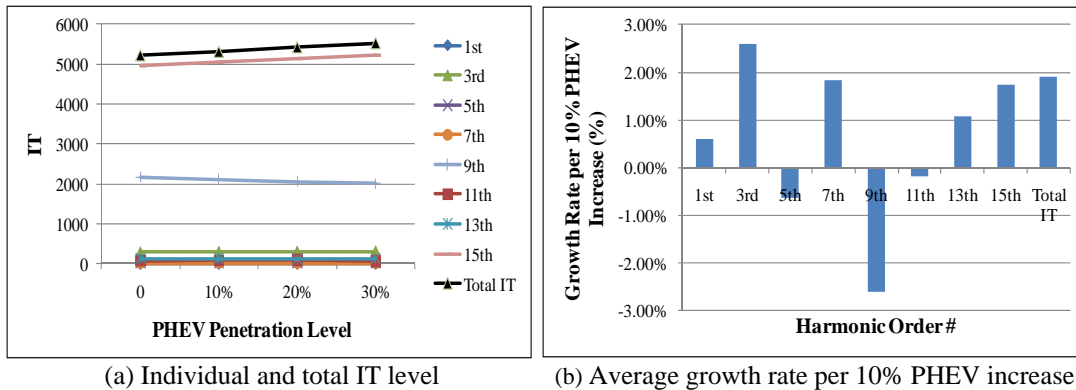 6000
5000
4000
3000
2000
1000
0
IT
0
10%
20%
30%
PHEV Penetration Level
1st
3rd
5th
7th
9th
11th
13th
15th
Total IT
(a) Individual and total IT level
3.00%
2.00%
1.00%
0.00%
-1.00%
-2.00%
-3.00%
Growth Rate per 10% PHEV
Increase (%)
1st
3rd
5th
7th
9th
11th
13th
15th
Total
IT
Harmonic Order #
(b) Average growth rate per 10% PHEV increase